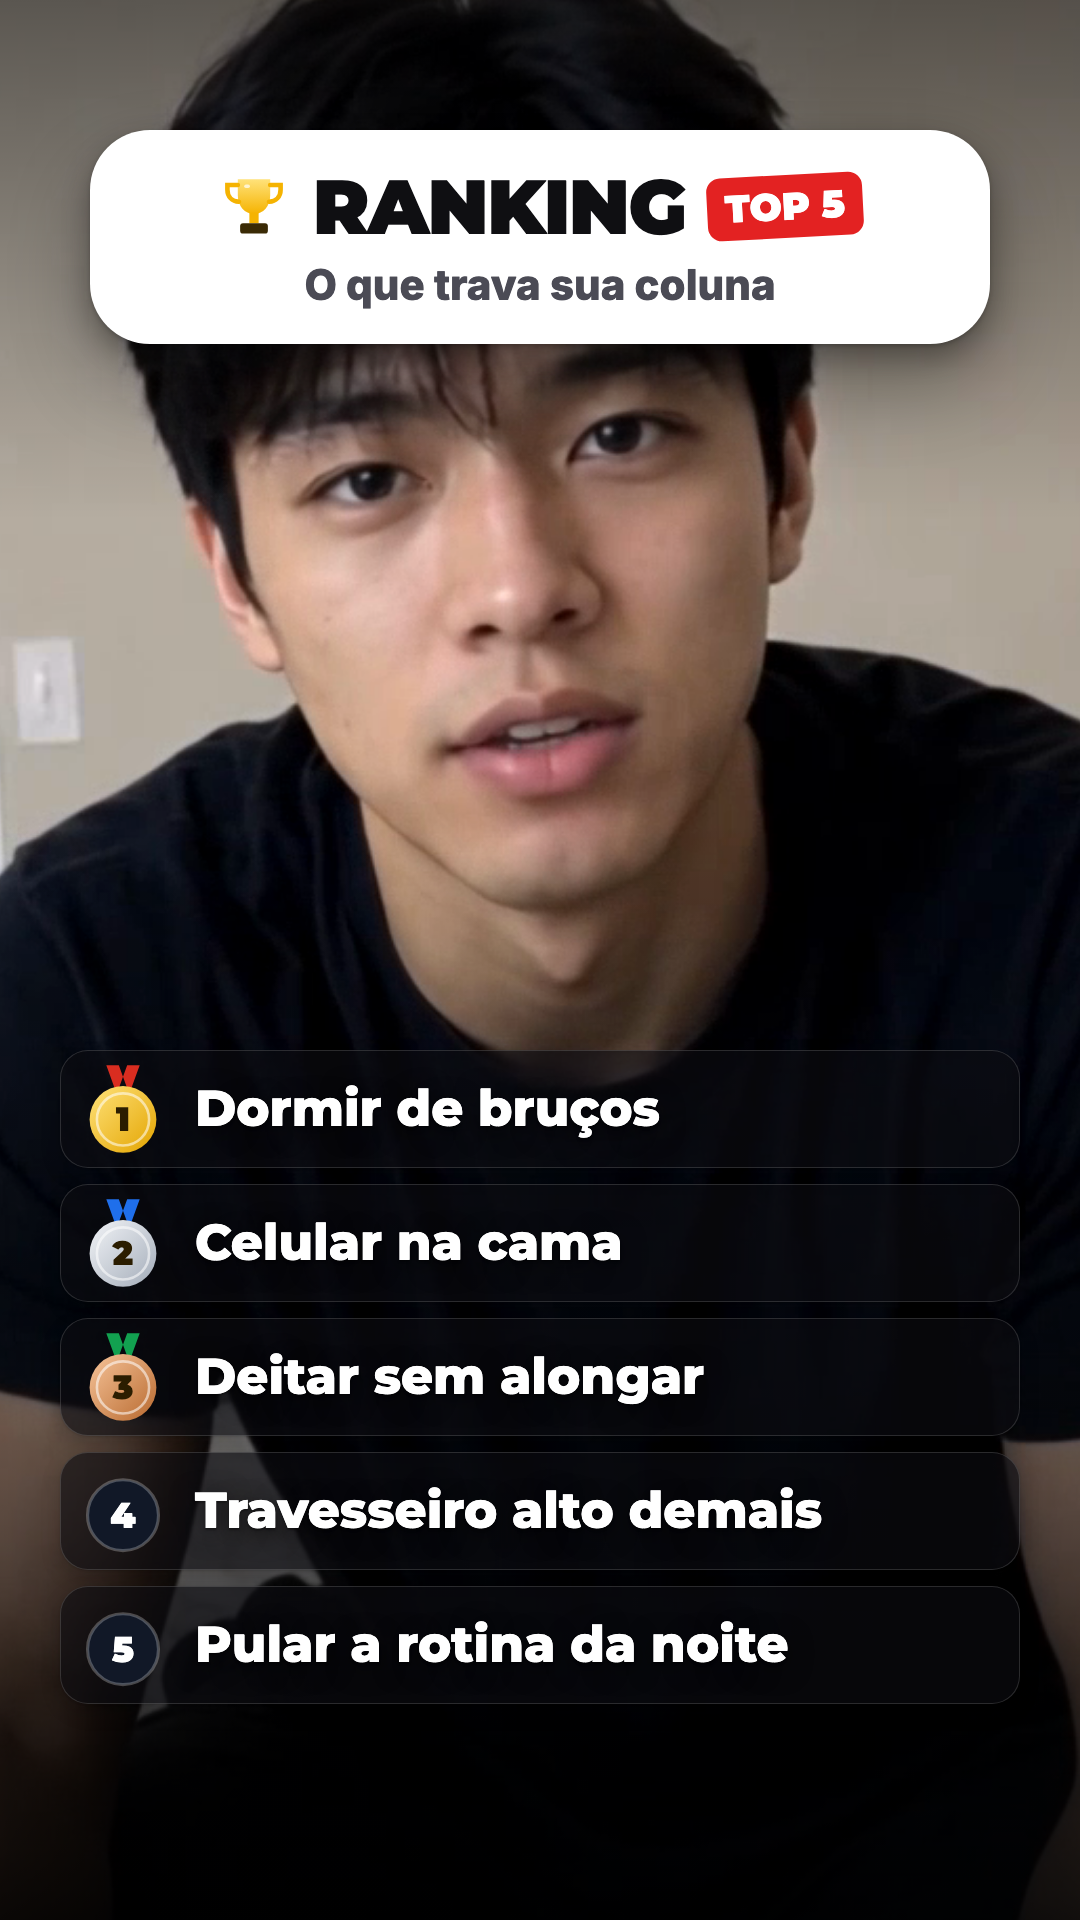 RANKING TOP 5
O que trava sua coluna
1 Dormir de bruços
2 Celular na cama
3 Deitar sem alongar
4 Travesseiro alto demais
5 Pular a rotina da noite